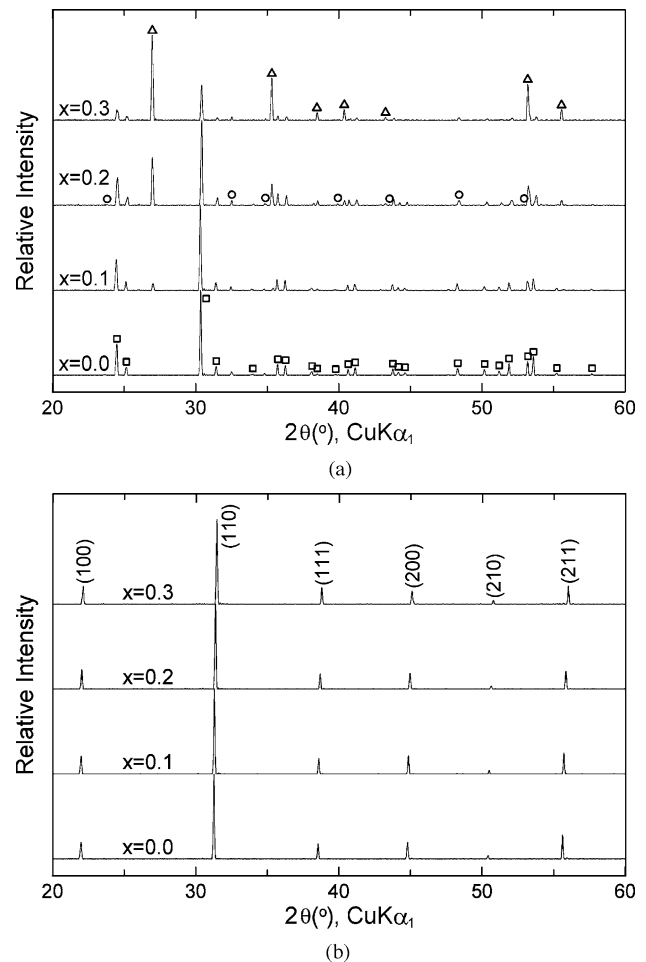 Relative Intensity
x=0.3
x=0.2
x=0.1
x=0.0
20 30 40 50 60
2θ(°), CuKα₁
(a)
Relative Intensity
(100) (110) (111) (200) (210) (211)
x=0.3
x=0.2
x=0.1
x=0.0
20 30 40 50 60
2θ(°), CuKα₁
(b)